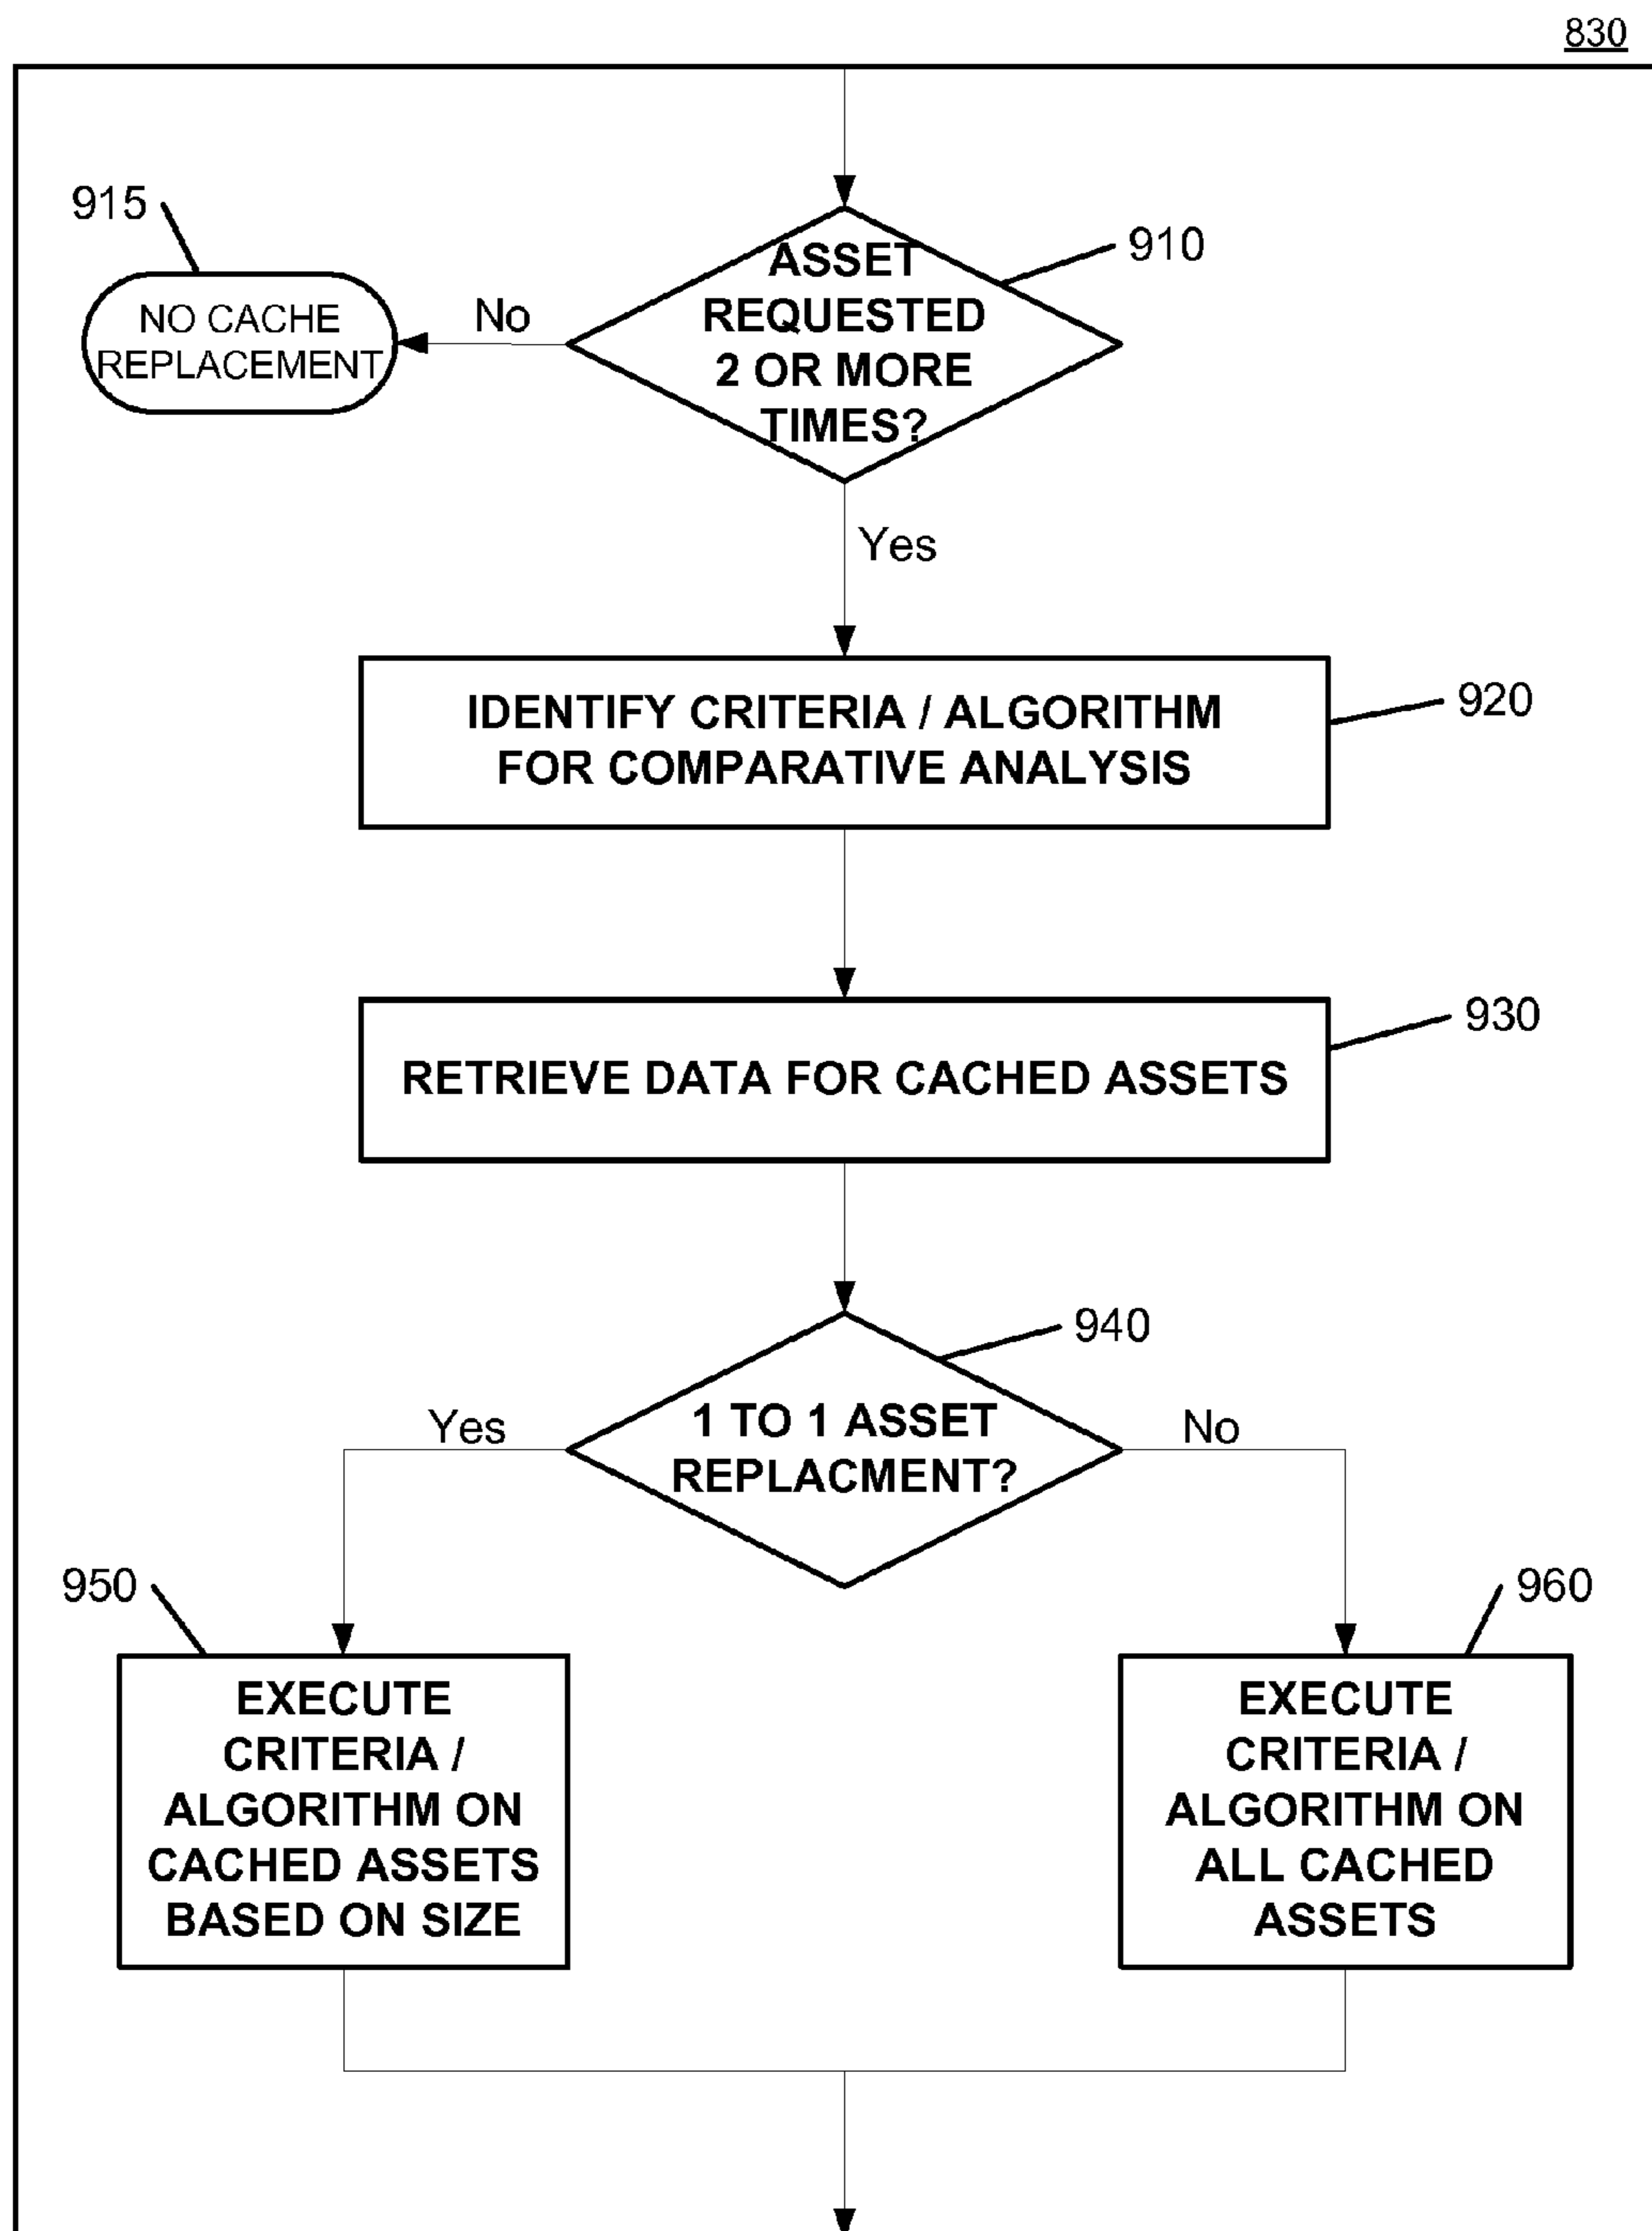 830
915
910
ASSET
REQUESTED
2 OR MORE
TIMES?
No
NO CACHE
REPLACEMENT
Yes
IDENTIFY CRITERIA / ALGORITHM
FOR COMPARATIVE ANALYSIS
920
RETRIEVE DATA FOR CACHED ASSETS
930
940
1 TO 1 ASSET
REPLACMENT?
Yes
No
950
960
EXECUTE
CRITERIA /
ALGORITHM ON
CACHED ASSETS
BASED ON SIZE
EXECUTE
CRITERIA /
ALGORITHM ON
ALL CACHED
ASSETS